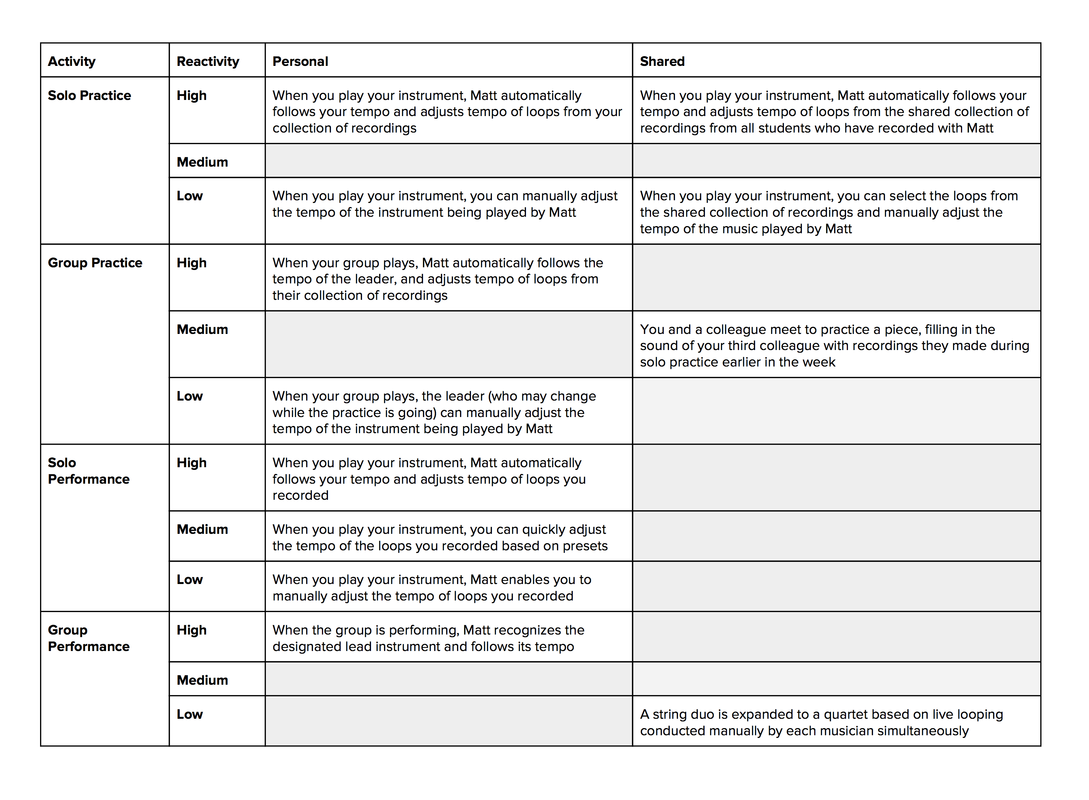 Activity
Reactivity
Personal
Shared
Solo Practice
High
When you play your instrument, Matt automatically
follows your tempo and adjusts tempo of loops from your
collection of recordings
When you play your instrument, Matt automatically follows your
tempo and adjusts tempo of loops from the shared collection of
recordings from all students who have recorded with Matt
Medium
Low
When you play your instrument, you can manually adjust
the tempo of the instrument being played by Matt
When you play your instrument, you can select the loops from
the shared collection of recordings and manually adjust the
tempo of the music played by Matt
Group Practice
High
When your group plays, Matt automatically follows the
tempo of the leader, and adjusts tempo of loops from
their collection of recordings
Medium
You and a colleague meet to practice a piece, filling in the
sound of your third colleague with recordings they made during
solo practice earlier in the week
Low
When your group plays, the leader (who may change
while the practice is going) can manually adjust the
tempo of the instrument being played by Matt
Solo
Performance
High
When you play your instrument, Matt automatically
follows your tempo and adjusts tempo of loops you
recorded
Medium
When you play your instrument, you can quickly adjust
the tempo of the loops you recorded based on presets
Low
When you play your instrument, Matt enables you to
manually adjust the tempo of loops you recorded
Group
Performance
High
When the group is performing, Matt recognizes the
designated lead instrument and follows its tempo
Medium
Low
A string duo is expanded to a quartet based on live looping
conducted manually by each musician simultaneously